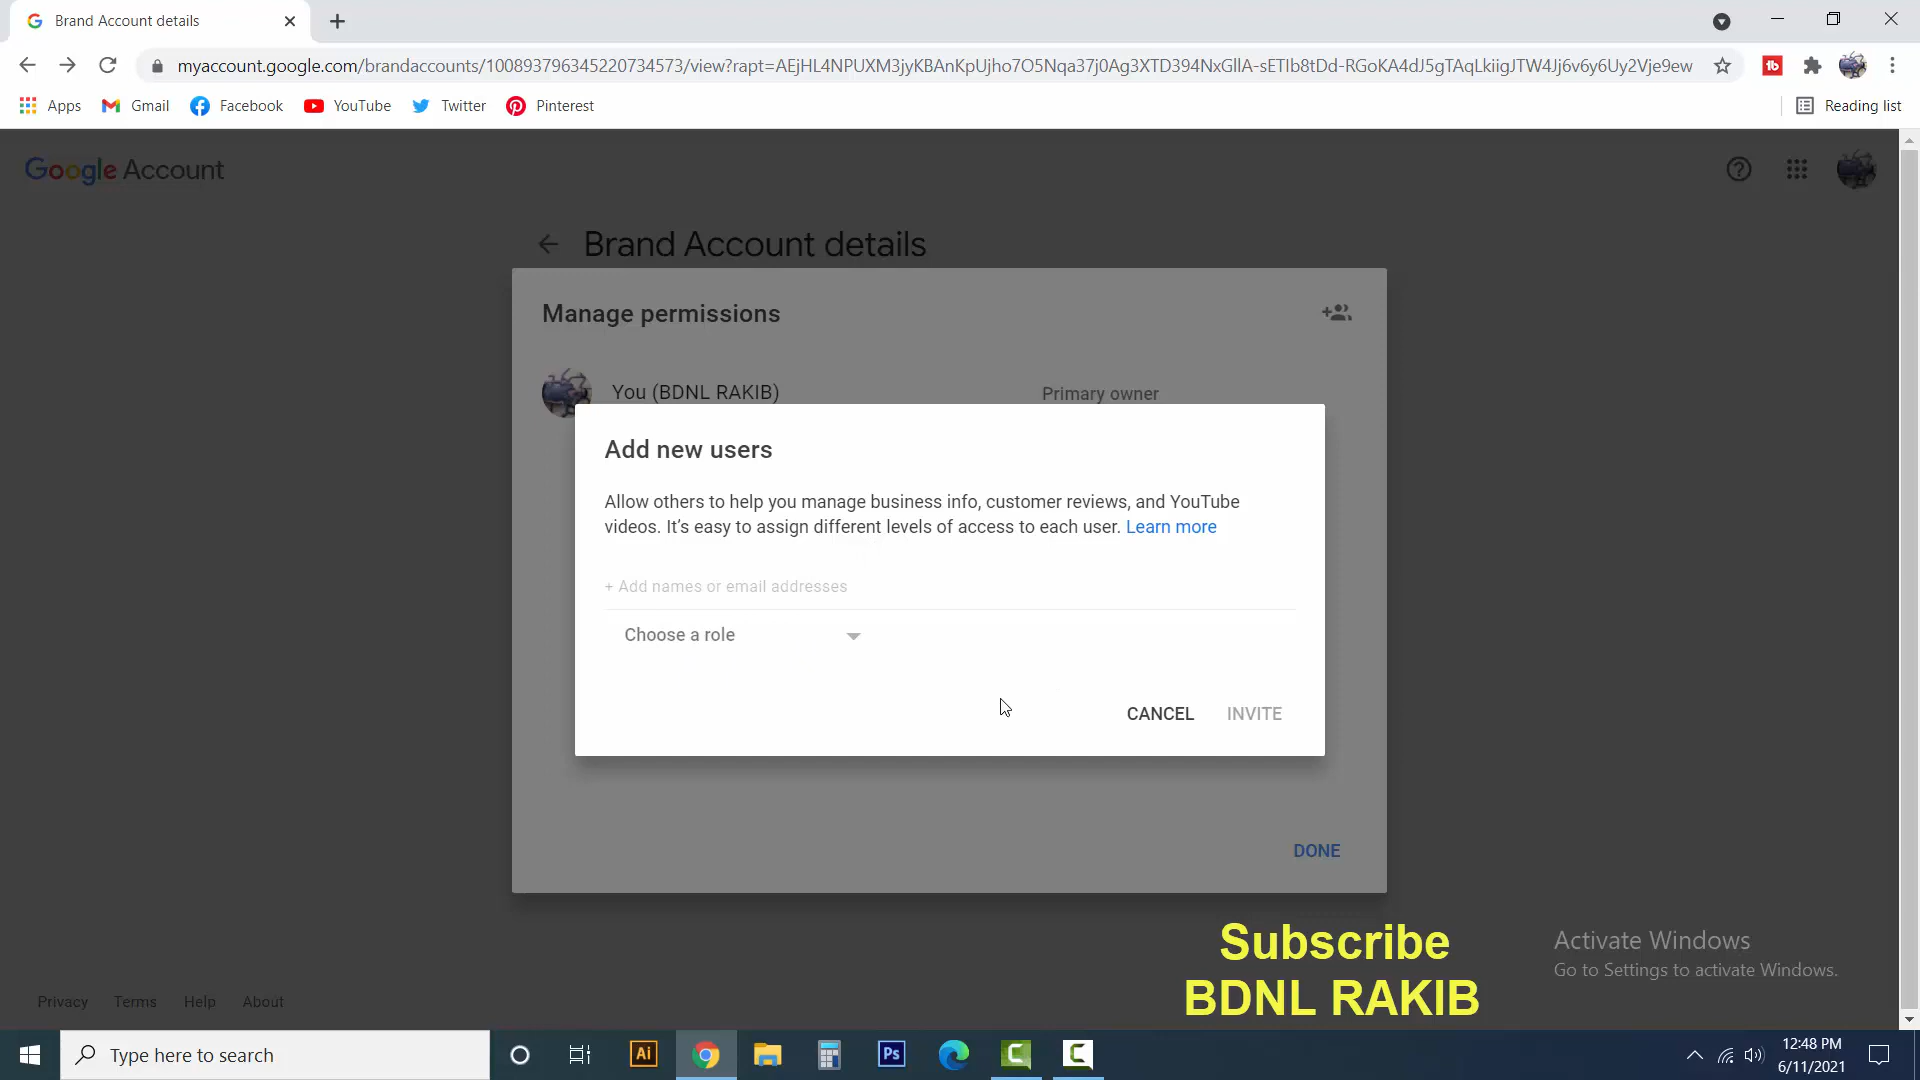 Brand Account details
myaccount.google.com/brandaccounts/100893796345220734573/view?rapt=AEjHL4NPUXM3jyKBAnKpUjho7O5Nqa37j0Ag3XTD394NxGllA-sETIb8tDd-RGoKA4dJ5gTAqLkiigJTW4Jj6v6y6Uy2Vje9ew
Apps
Gmail
Facebook
YouTube
Twitter
Pinterest
Reading list
Google Account
Brand Account details
Manage permissions
You (BDNL RAKIB)
Primary owner
Add new users
Allow others to help you manage business info, customer reviews, and YouTube
videos. It's easy to assign different levels of access to each user. Learn more
+ Add names or email addresses
Choose a role
CANCEL
INVITE
DONE
Subscribe
BDNL RAKIB
Activate Windows
Go to Settings to activate Windows.
Privacy
Terms
Help
About
Type here to search
Ai
Ps
12:48 PM
6/11/2021